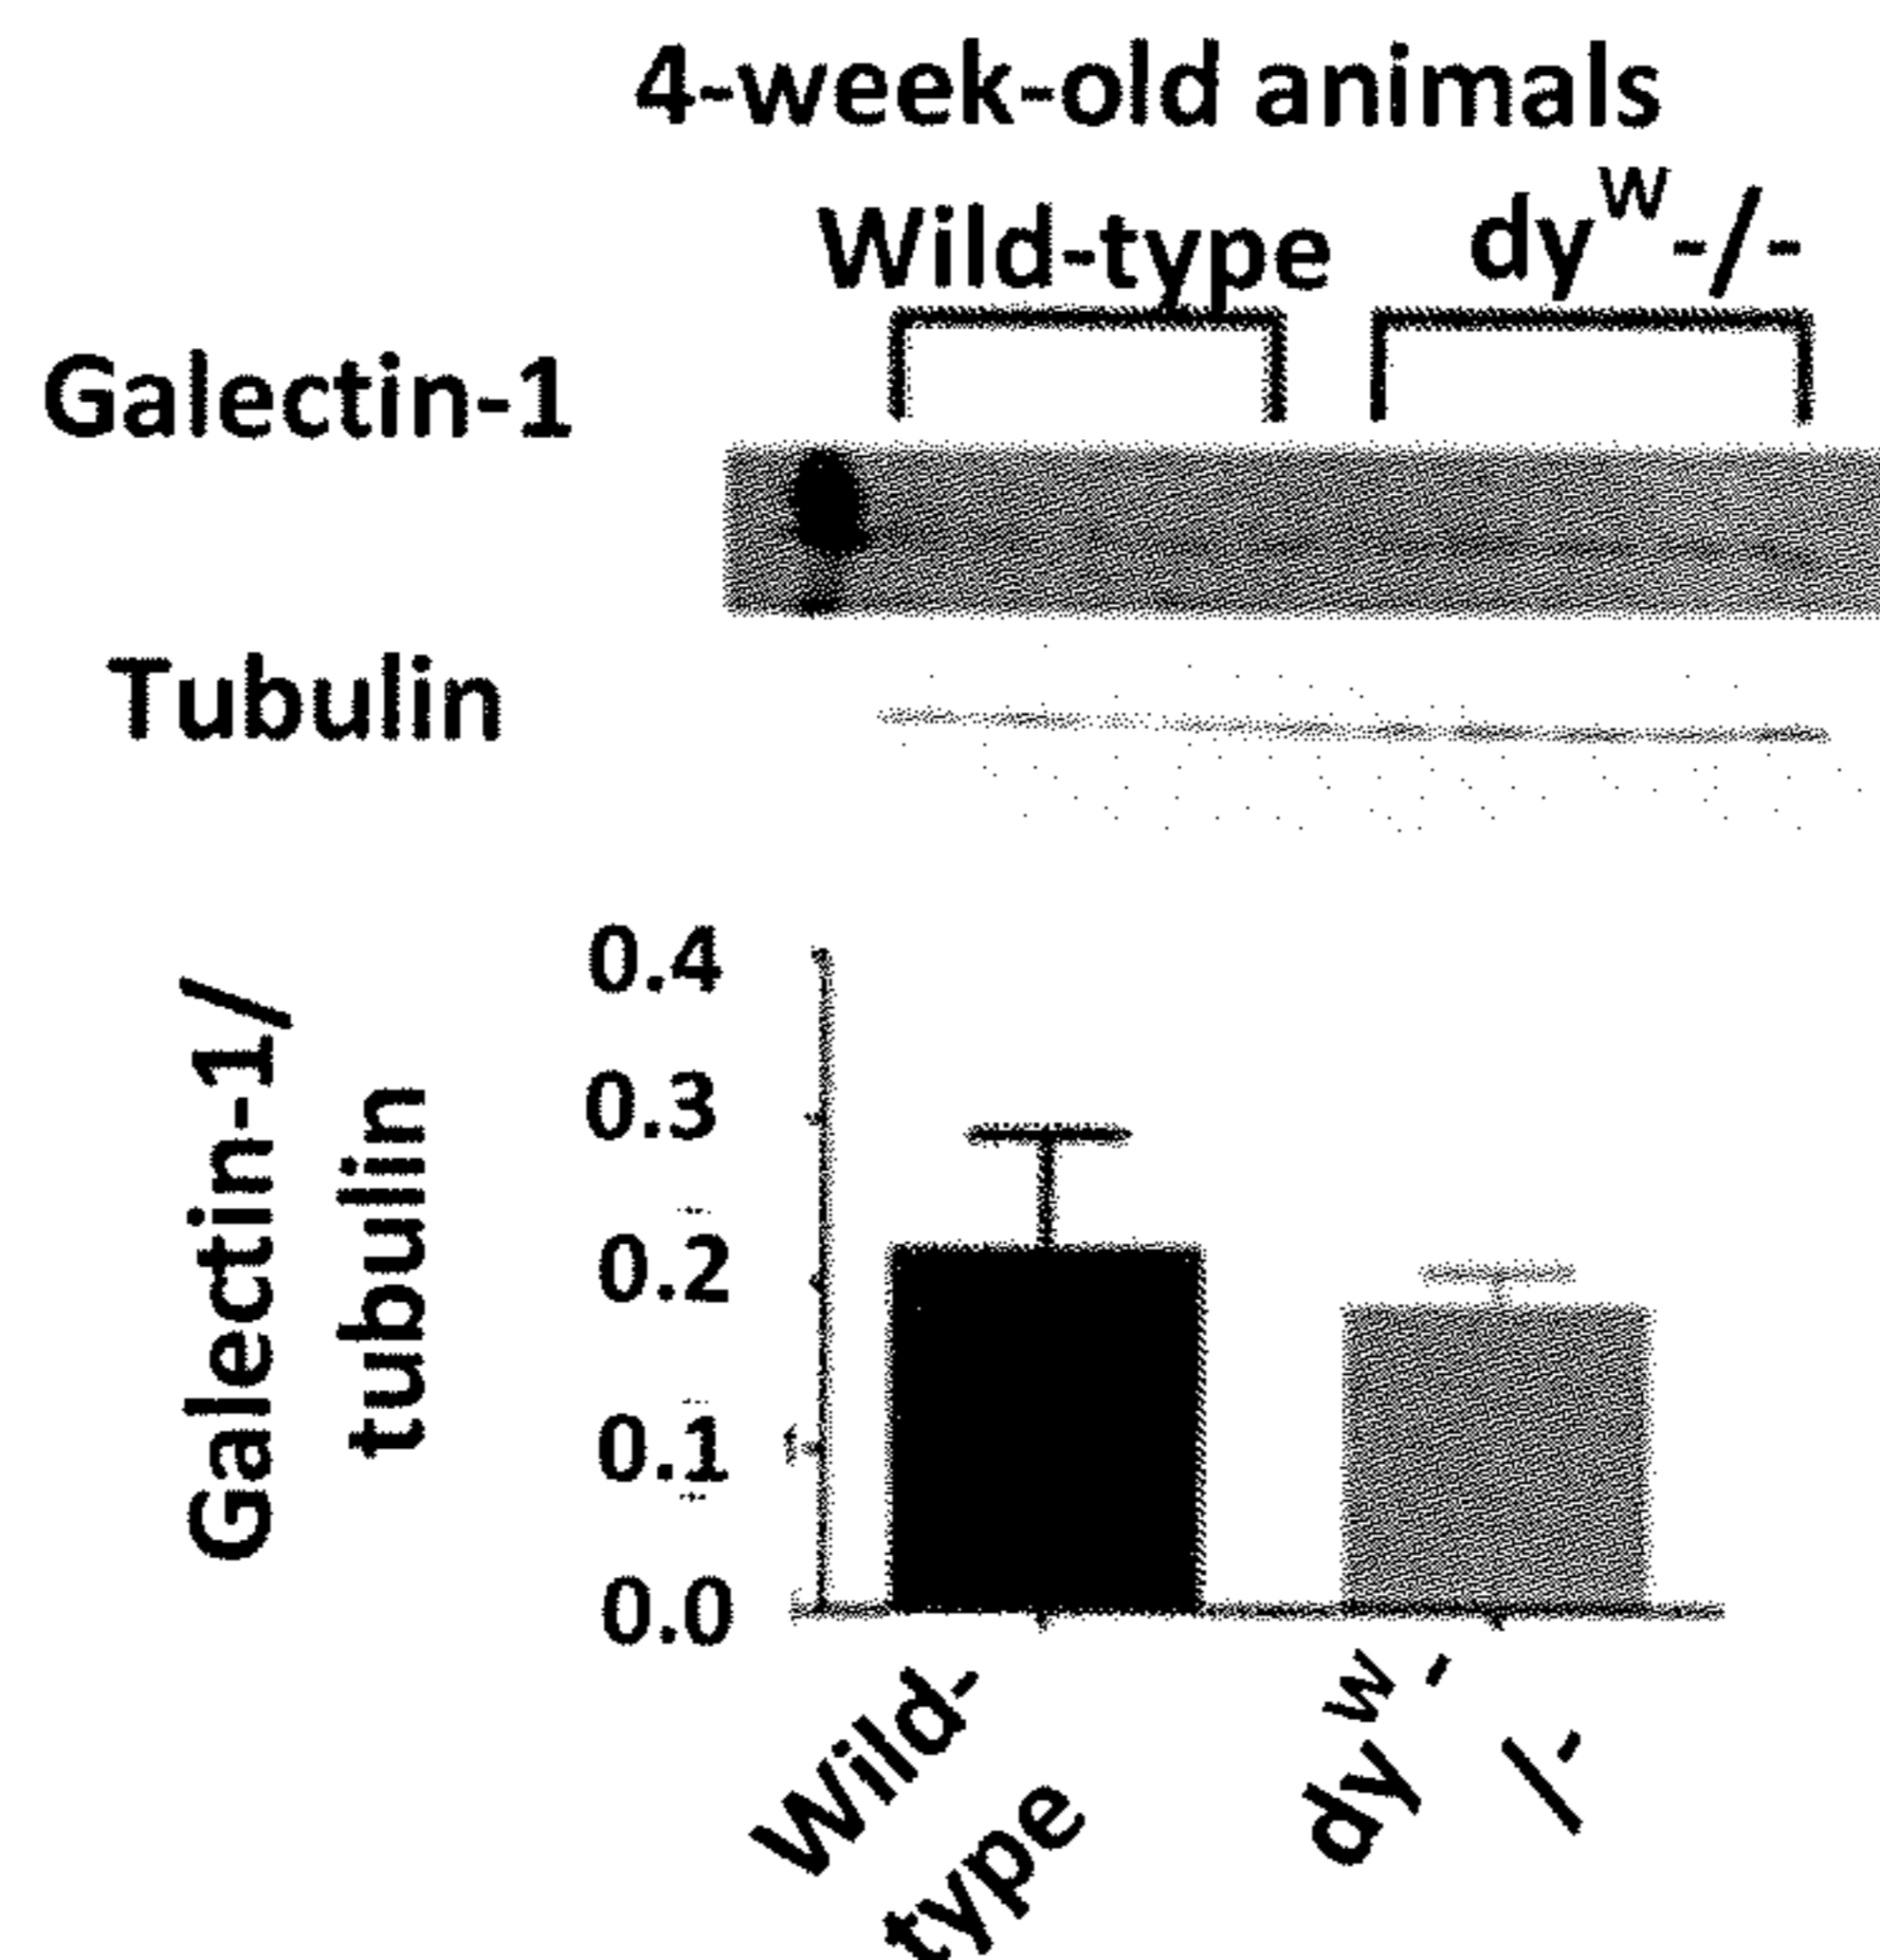 4-week-old animals
Wild-type dyᵂ-/-
Galectin-1
Tubulin
Galectin-1/
tubulin
0.4
0.3
0.2
0.1
0.0
Wild-
type
dy ᵂ -
/-